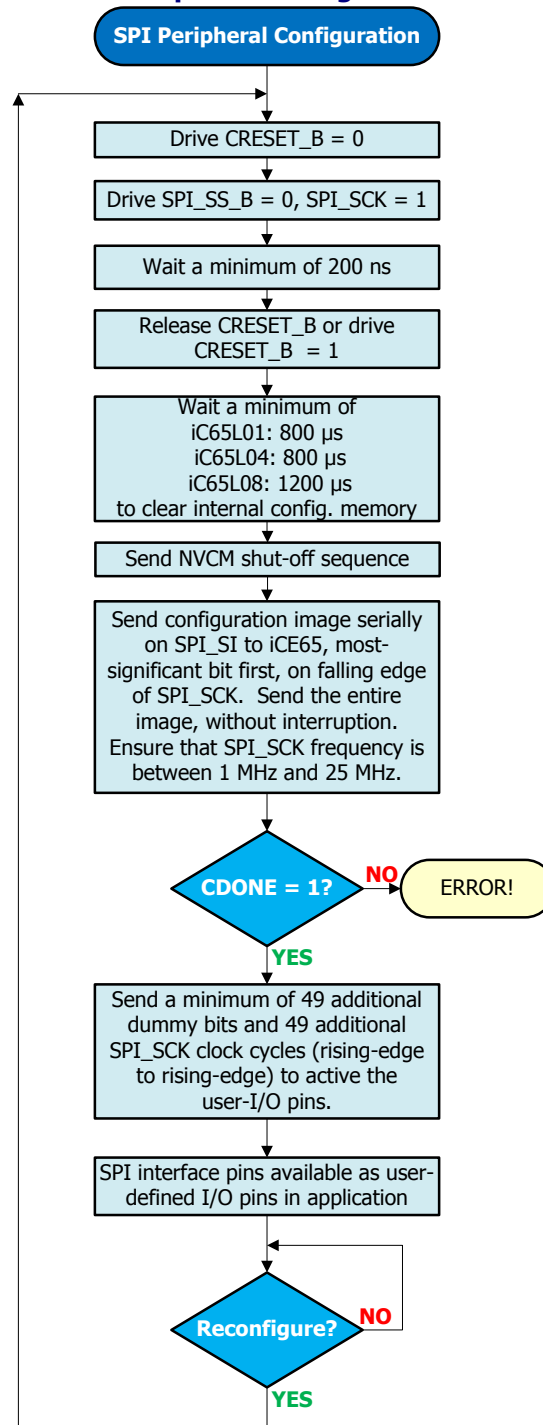 SPI Peripheral Configuration
Drive CRESET_B = 0
Drive SPI_SS_B = 0, SPI_SCK = 1
Wait a minimum of 200 ns
Release CRESET_B or drive
CRESET_B = 1
Wait a minimum of
iC65L01: 800 µs
iC65L04: 800 µs
iC65L08: 1200 µs
to clear internal config. memory
Send NVCM shut-off sequence
Send configuration image serially
on SPI_SI to iCE65, most-
significant bit first, on falling edge
of SPI_SCK. Send the entire
image, without interruption.
Ensure that SPI_SCK frequency is
between 1 MHz and 25 MHz.
CDONE = 1?
NO
ERROR!
YES
Send a minimum of 49 additional
dummy bits and 49 additional
SPI_SCK clock cycles (rising-edge
to rising-edge) to active the
user-I/O pins.
SPI interface pins available as user-
defined I/O pins in application
Reconfigure?
NO
YES